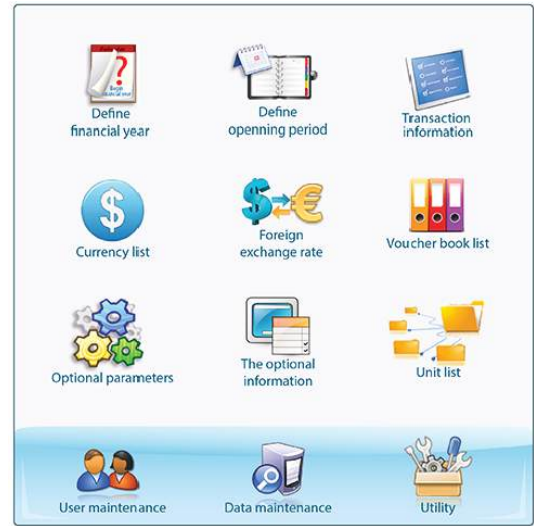 Define
financial year
Define
openning period
Transaction
information
Currency list
Foreign
exchange rate
Voucher book list
Optional parameters
The optional
information
Unit list
User maintenance
Data maintenance
Utility